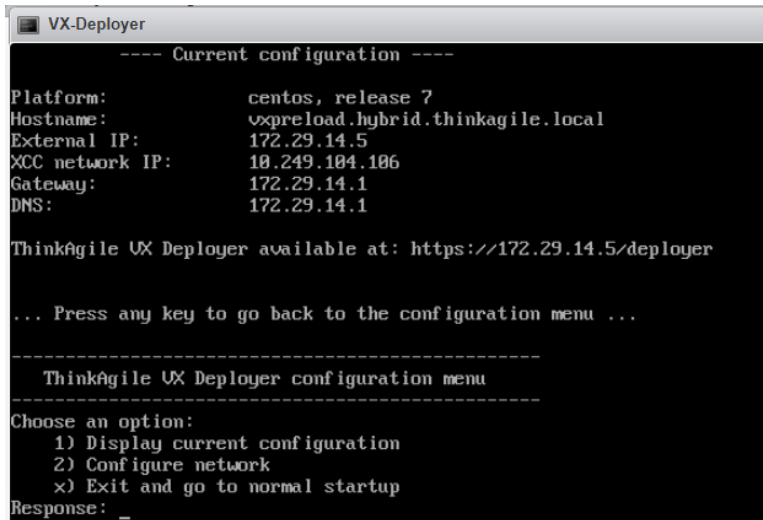 VX-Deployer
---- Current configuration ----
Platform: centos, release 7
Hostname: vxpreload.hybrid.thinkagile.local
External IP: 172.29.14.5
XCC network IP: 10.249.104.106
Gateway: 172.29.14.1
DNS: 172.29.14.1
ThinkAgile VX Deployer available at: https://172.29.14.5/deployer
... Press any key to go back to the configuration menu ...
------------------------------------------------
ThinkAgile VX Deployer configuration menu
------------------------------------------------
Choose an option:
1) Display current configuration
2) Configure network
x) Exit and go to normal startup
Response: _